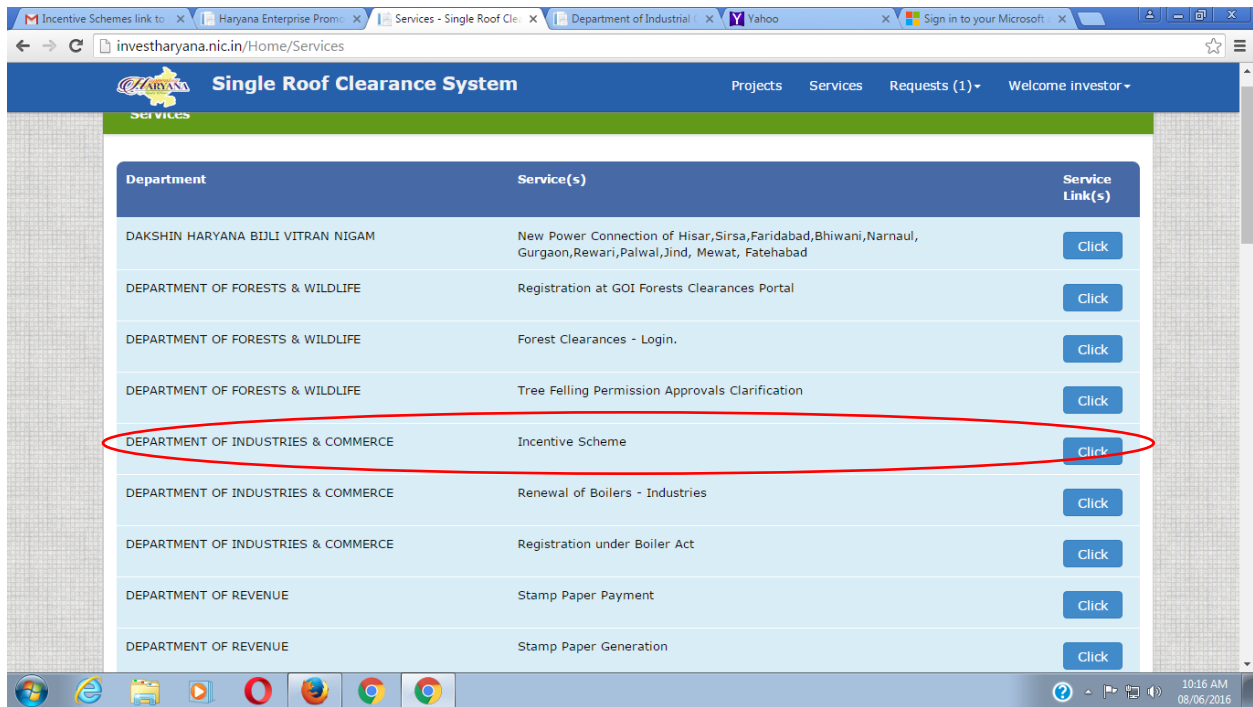 Incentive Schemes link to
Haryana Enterprise Promo
Services - Single Roof Clea
Department of Industrial
Yahoo
Sign in to your Microsoft
investharyana.nic.in/Home/Services
HARYANA
Single Roof Clearance System
Projects
Services
Requests (1)
Welcome investor
Services
Department
Service(s)
Service
Link(s)
DAKSHIN HARYANA BIJLI VITRAN NIGAM
New Power Connection of Hisar,Sirsa,Faridabad,Bhiwani,Narnaul,
Gurgaon,Rewari,Palwal,Jind, Mewat, Fatehabad
Click
DEPARTMENT OF FORESTS & WILDLIFE
Registration at GOI Forests Clearances Portal
Click
DEPARTMENT OF FORESTS & WILDLIFE
Forest Clearances - Login.
Click
DEPARTMENT OF FORESTS & WILDLIFE
Tree Felling Permission Approvals Clarification
Click
DEPARTMENT OF INDUSTRIES & COMMERCE
Incentive Scheme
Click
DEPARTMENT OF INDUSTRIES & COMMERCE
Renewal of Boilers - Industries
Click
DEPARTMENT OF INDUSTRIES & COMMERCE
Registration under Boiler Act
Click
DEPARTMENT OF REVENUE
Stamp Paper Payment
Click
DEPARTMENT OF REVENUE
Stamp Paper Generation
Click
10:16 AM
08/06/2016